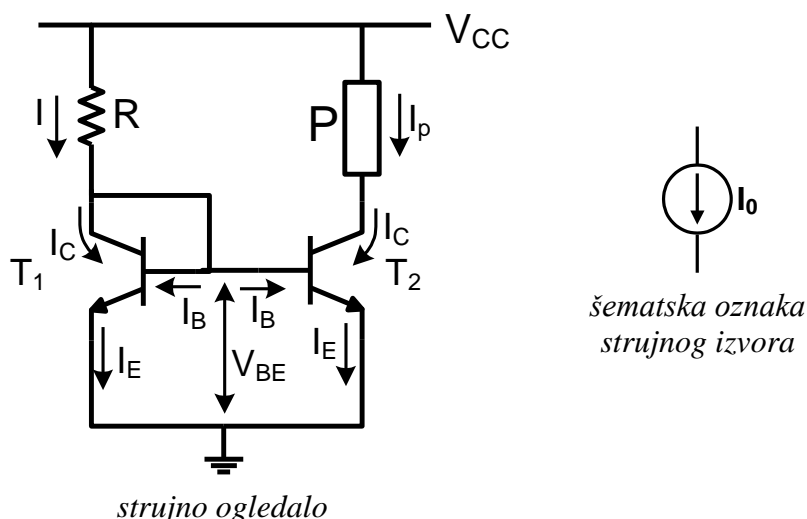 V_CC
I
R
P
I_p
I_C
I_C
T_1
T_2
I_B
I_B
I_E
V_BE
I_E
I_0
šematska oznaka
strujnog izvora
strujno ogledalo